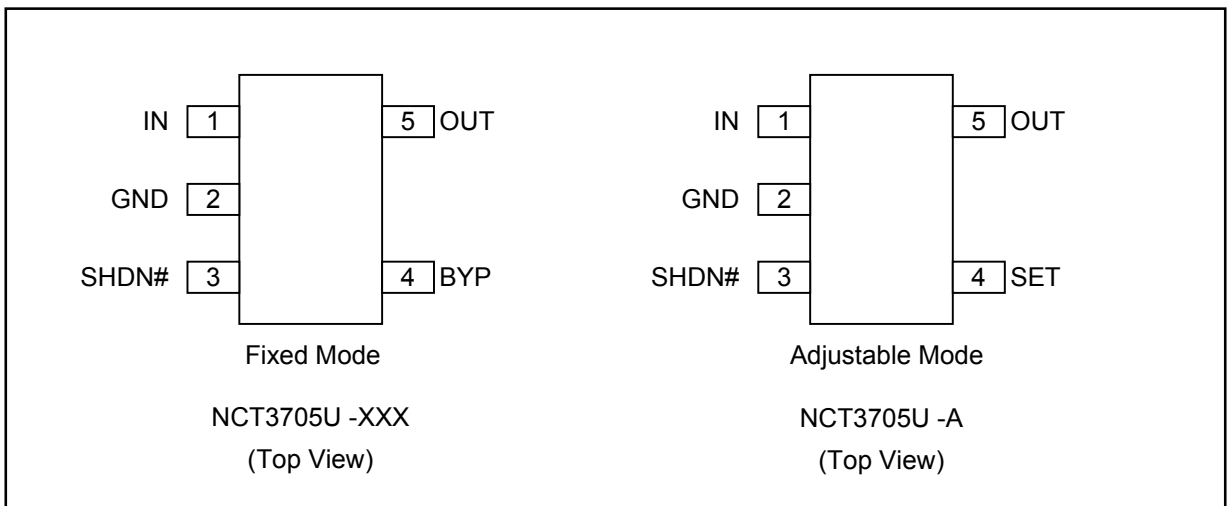 IN 1 5 OUT
GND 2
SHDN# 3 4 BYP
Fixed Mode
NCT3705U -XXX
(Top View)
IN 1 5 OUT
GND 2
SHDN# 3 4 SET
Adjustable Mode
NCT3705U -A
(Top View)